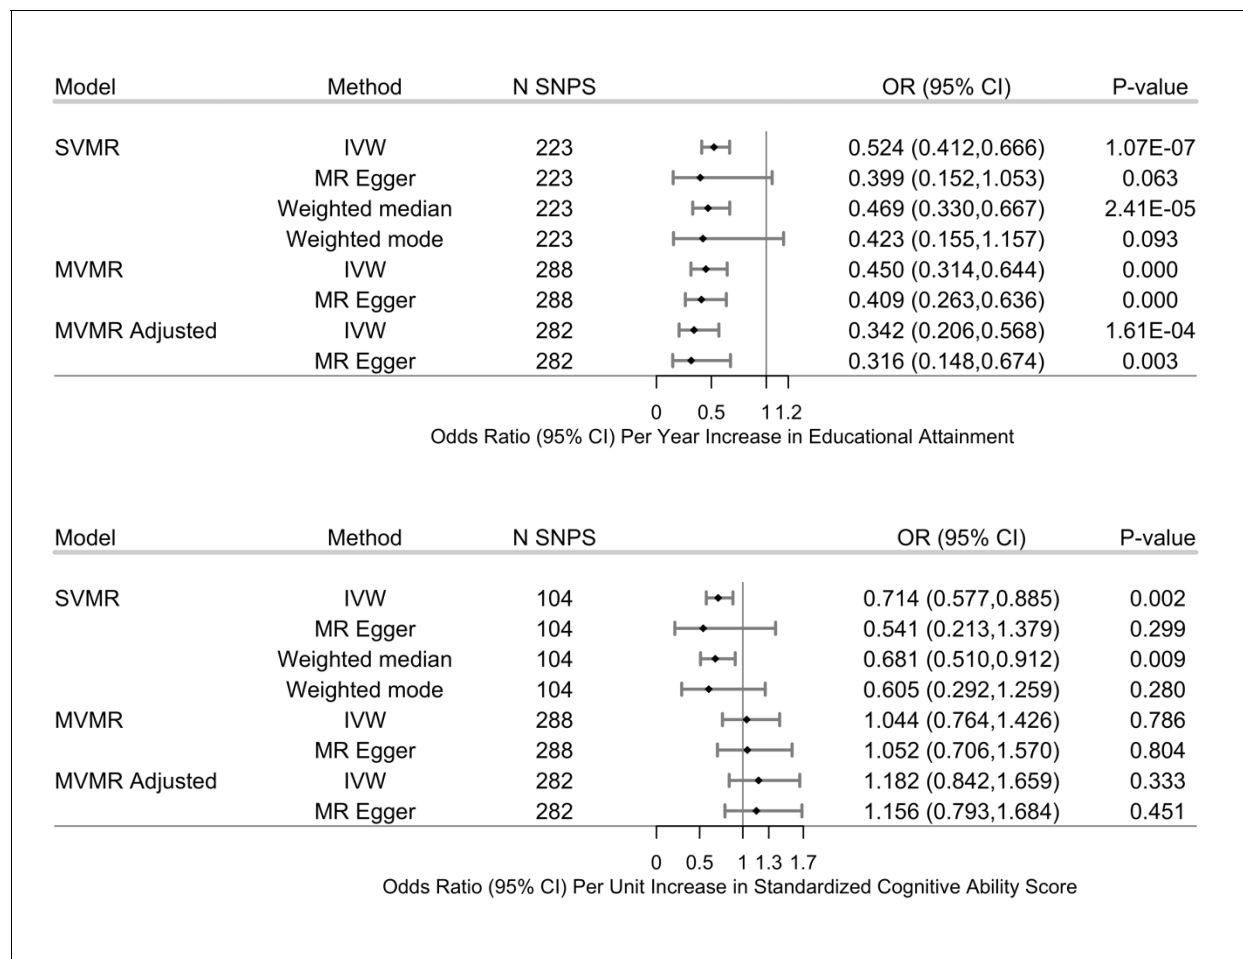 Model Method N SNPS OR (95% CI) P-value
SVMR IVW 223 0.524 (0.412,0.666) 1.07E-07
MR Egger 223 0.399 (0.152,1.053) 0.063
Weighted median 223 0.469 (0.330,0.667) 2.41E-05
Weighted mode 223 0.423 (0.155,1.157) 0.093
MVMR IVW 288 0.450 (0.314,0.644) 0.000
MR Egger 288 0.409 (0.263,0.636) 0.000
MVMR Adjusted IVW 282 0.342 (0.206,0.568) 1.61E-04
MR Egger 282 0.316 (0.148,0.674) 0.003
0 0.5 1 1.2
Odds Ratio (95% CI) Per Year Increase in Educational Attainment
Model Method N SNPS OR (95% CI) P-value
SVMR IVW 104 0.714 (0.577,0.885) 0.002
MR Egger 104 0.541 (0.213,1.379) 0.299
Weighted median 104 0.681 (0.510,0.912) 0.009
Weighted mode 104 0.605 (0.292,1.259) 0.280
MVMR IVW 288 1.044 (0.764,1.426) 0.786
MR Egger 288 1.052 (0.706,1.570) 0.804
MVMR Adjusted IVW 282 1.182 (0.842,1.659) 0.333
MR Egger 282 1.156 (0.793,1.684) 0.451
0 0.5 1 1.3 1.7
Odds Ratio (95% CI) Per Unit Increase in Standardized Cognitive Ability Score